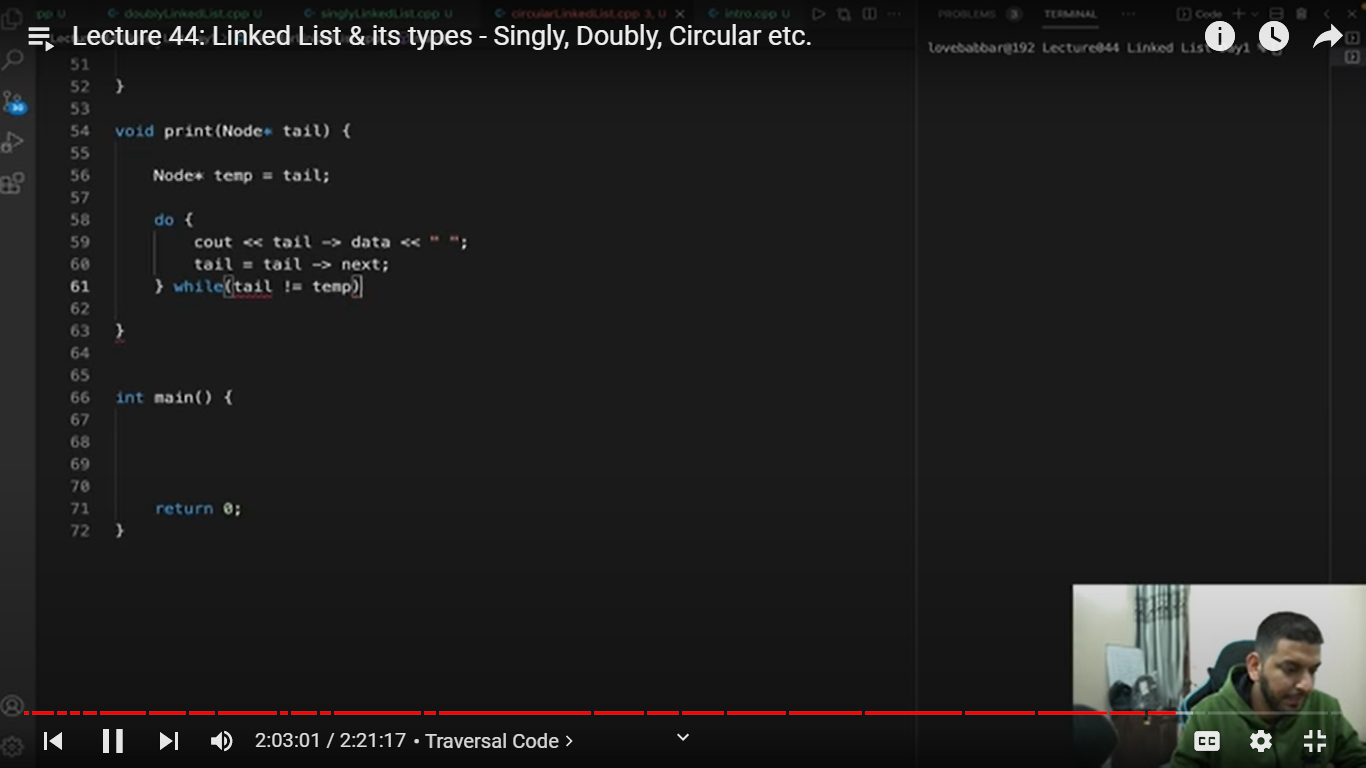 doublyLinkedList.cpp U singlyLinkedList.cpp U circularLinkedList.cpp 3, U intro.cpp U PROBLEMS 3 TERMINAL ... Code
Lecture 44: Linked List & its types - Singly, Doubly, Circular etc.
lovebabbar@192 Lecture044 Linked List
51
52 }
53
54 void print(Node* tail) {
55
56 Node* temp = tail;
57
58 do {
59 cout << tail -> data << " ";
60 tail = tail -> next;
61 } while(tail != temp)
62
63 }
64
65
66 int main() {
67
68
69
70
71 return 0;
72 }
2:03:01 / 2:21:17 • Traversal Code >
CC